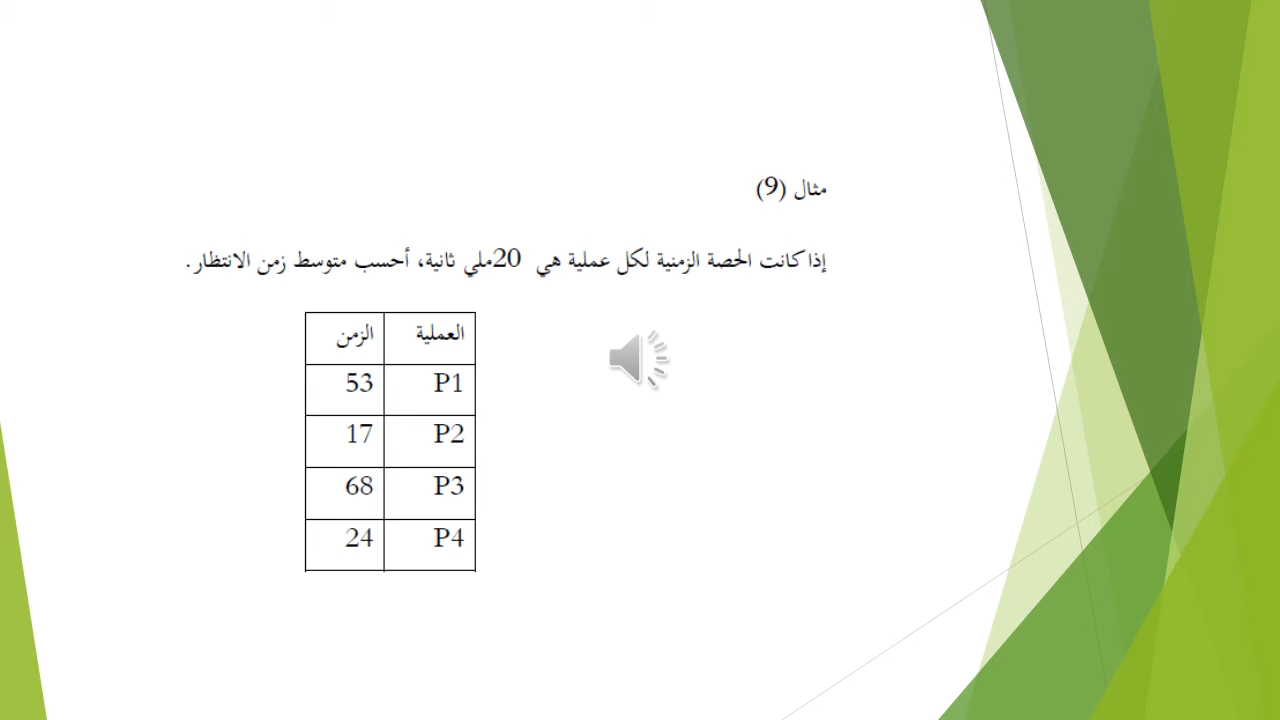 مثال (9)
إذا كانت الحصة الزمنية لكل عملية هي 20ملي ثانية، أحسب متوسط زمن الانتظار.
العملية الزمن
P1 53
P2 17
P3 68
P4 24